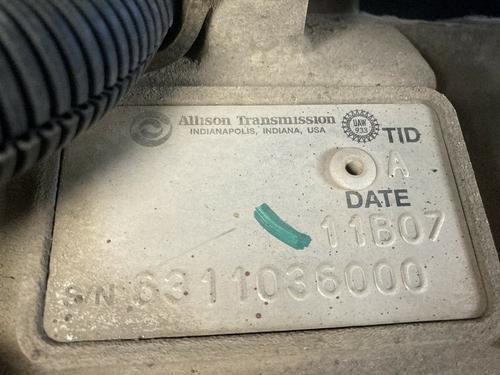 Allison Transmission
INDIANAPOLIS, INDIANA, USA
UAW
933
TID
A
DATE
11B07
S/N 6311036000